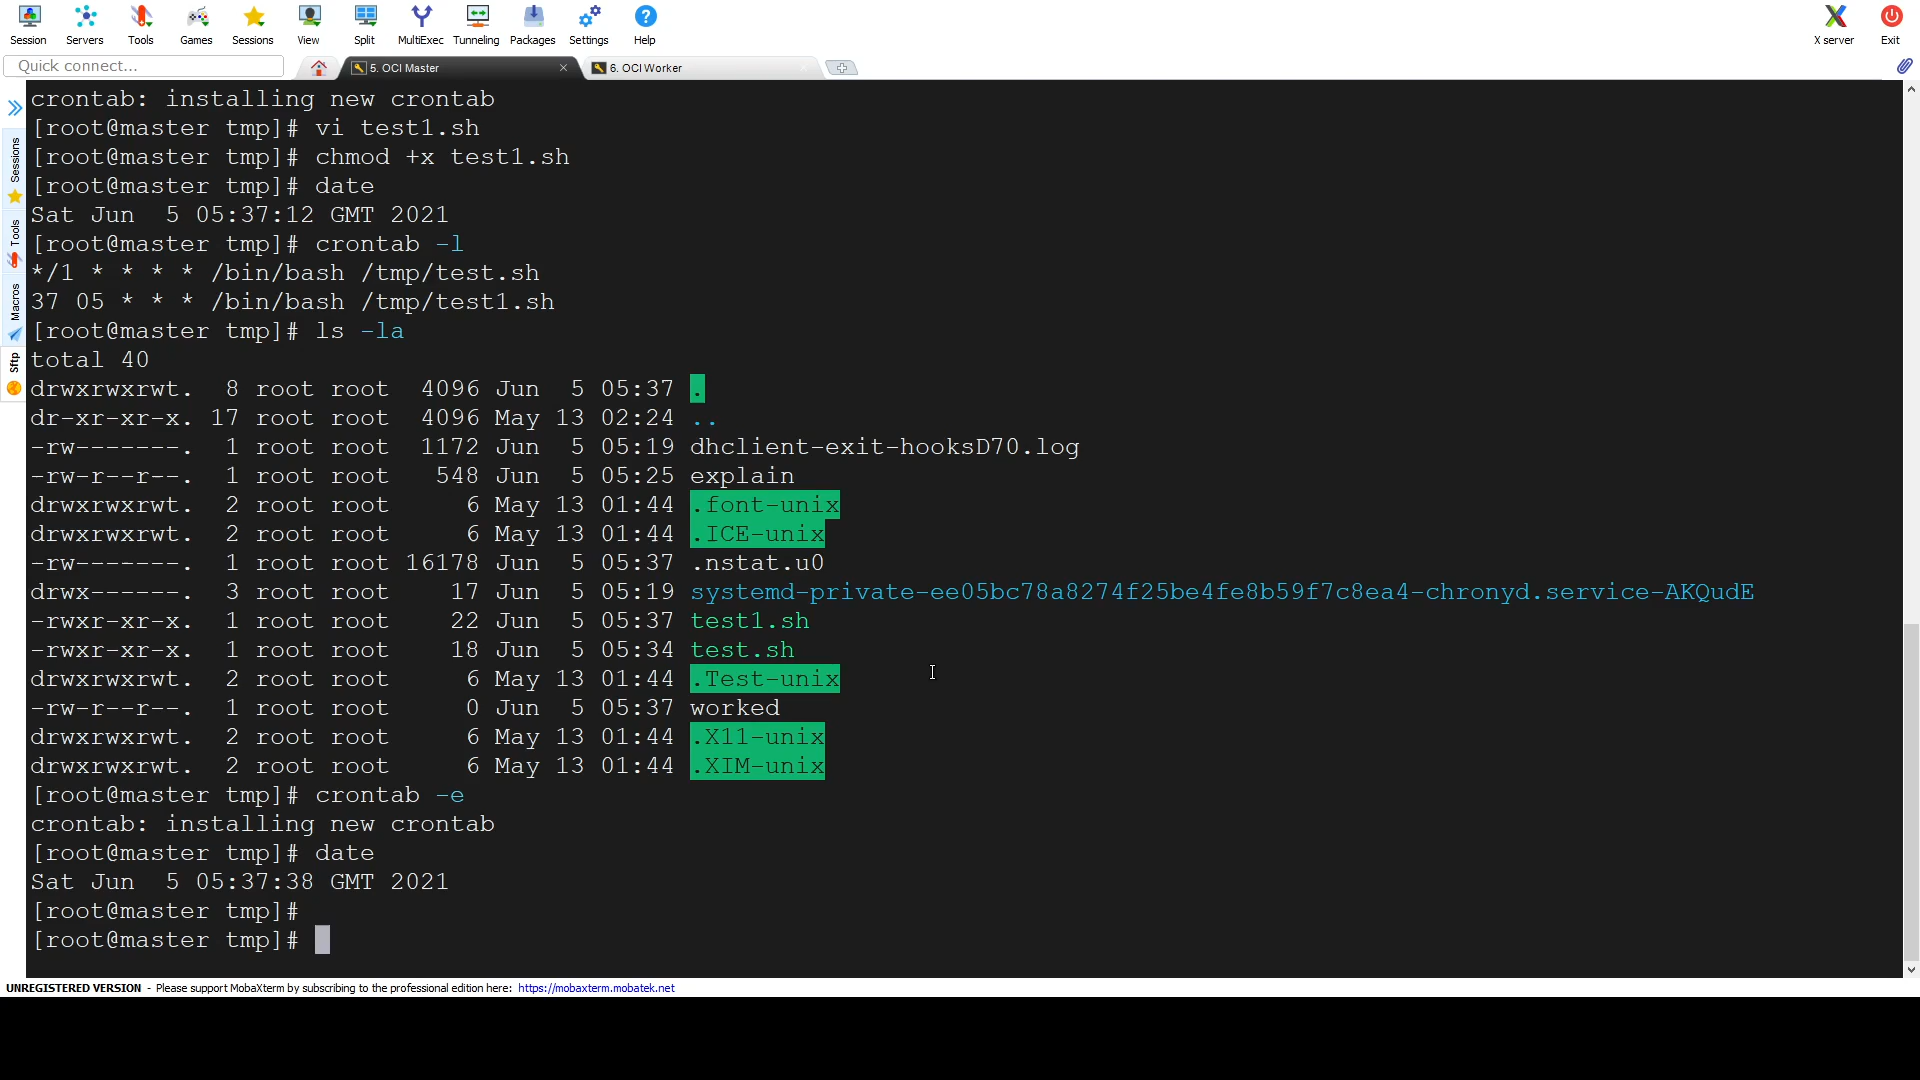 Session Servers Tools Games Sessions View Split MultiExec Tunneling Packages Settings Help X server Exit
Quick connect... 5. OCI Master 6. OCI Worker
Sessions
Tools
Macros
Sftp
crontab: installing new crontab
[root@master tmp]# vi test1.sh
[root@master tmp]# chmod +x test1.sh
[root@master tmp]# date
Sat Jun  5 05:37:12 GMT 2021
[root@master tmp]# crontab -l
*/1 * * * * /bin/bash /tmp/test.sh
37 05 * * * /bin/bash /tmp/test1.sh
[root@master tmp]# ls -la
total 40
drwxrwxrwt.  8 root root  4096 Jun  5 05:37 .
dr-xr-xr-x. 17 root root  4096 May 13 02:24 ..
-rw-------.  1 root root  1172 Jun  5 05:19 dhclient-exit-hooksD70.log
-rw-r--r--.  1 root root   548 Jun  5 05:25 explain
drwxrwxrwt.  2 root root     6 May 13 01:44 .font-unix
drwxrwxrwt.  2 root root     6 May 13 01:44 .ICE-unix
-rw-------.  1 root root 16178 Jun  5 05:37 .nstat.u0
drwx------.  3 root root    17 Jun  5 05:19 systemd-private-ee05bc78a8274f25be4fe8b59f7c8ea4-chronyd.service-AKQudE
-rwxr-xr-x.  1 root root    22 Jun  5 05:37 test1.sh
-rwxr-xr-x.  1 root root    18 Jun  5 05:34 test.sh
drwxrwxrwt.  2 root root     6 May 13 01:44 .Test-unix
-rw-r--r--.  1 root root     0 Jun  5 05:37 worked
drwxrwxrwt.  2 root root     6 May 13 01:44 .X11-unix
drwxrwxrwt.  2 root root     6 May 13 01:44 .XIM-unix
[root@master tmp]# crontab -e
crontab: installing new crontab
[root@master tmp]# date
Sat Jun  5 05:37:38 GMT 2021
[root@master tmp]#
[root@master tmp]#
UNREGISTERED VERSION - Please support MobaXterm by subscribing to the professional edition here: https://mobaxterm.mobatek.net